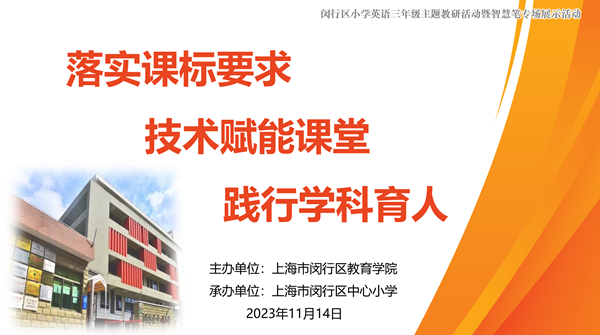 闵行区小学英语三年级主题教研活动暨智慧笔专场展示活动
落实课标要求
技术赋能课堂
践行学科育人
主办单位：上海市闵行区教育学院
承办单位：上海市闵行区中心小学
2023年11月14日